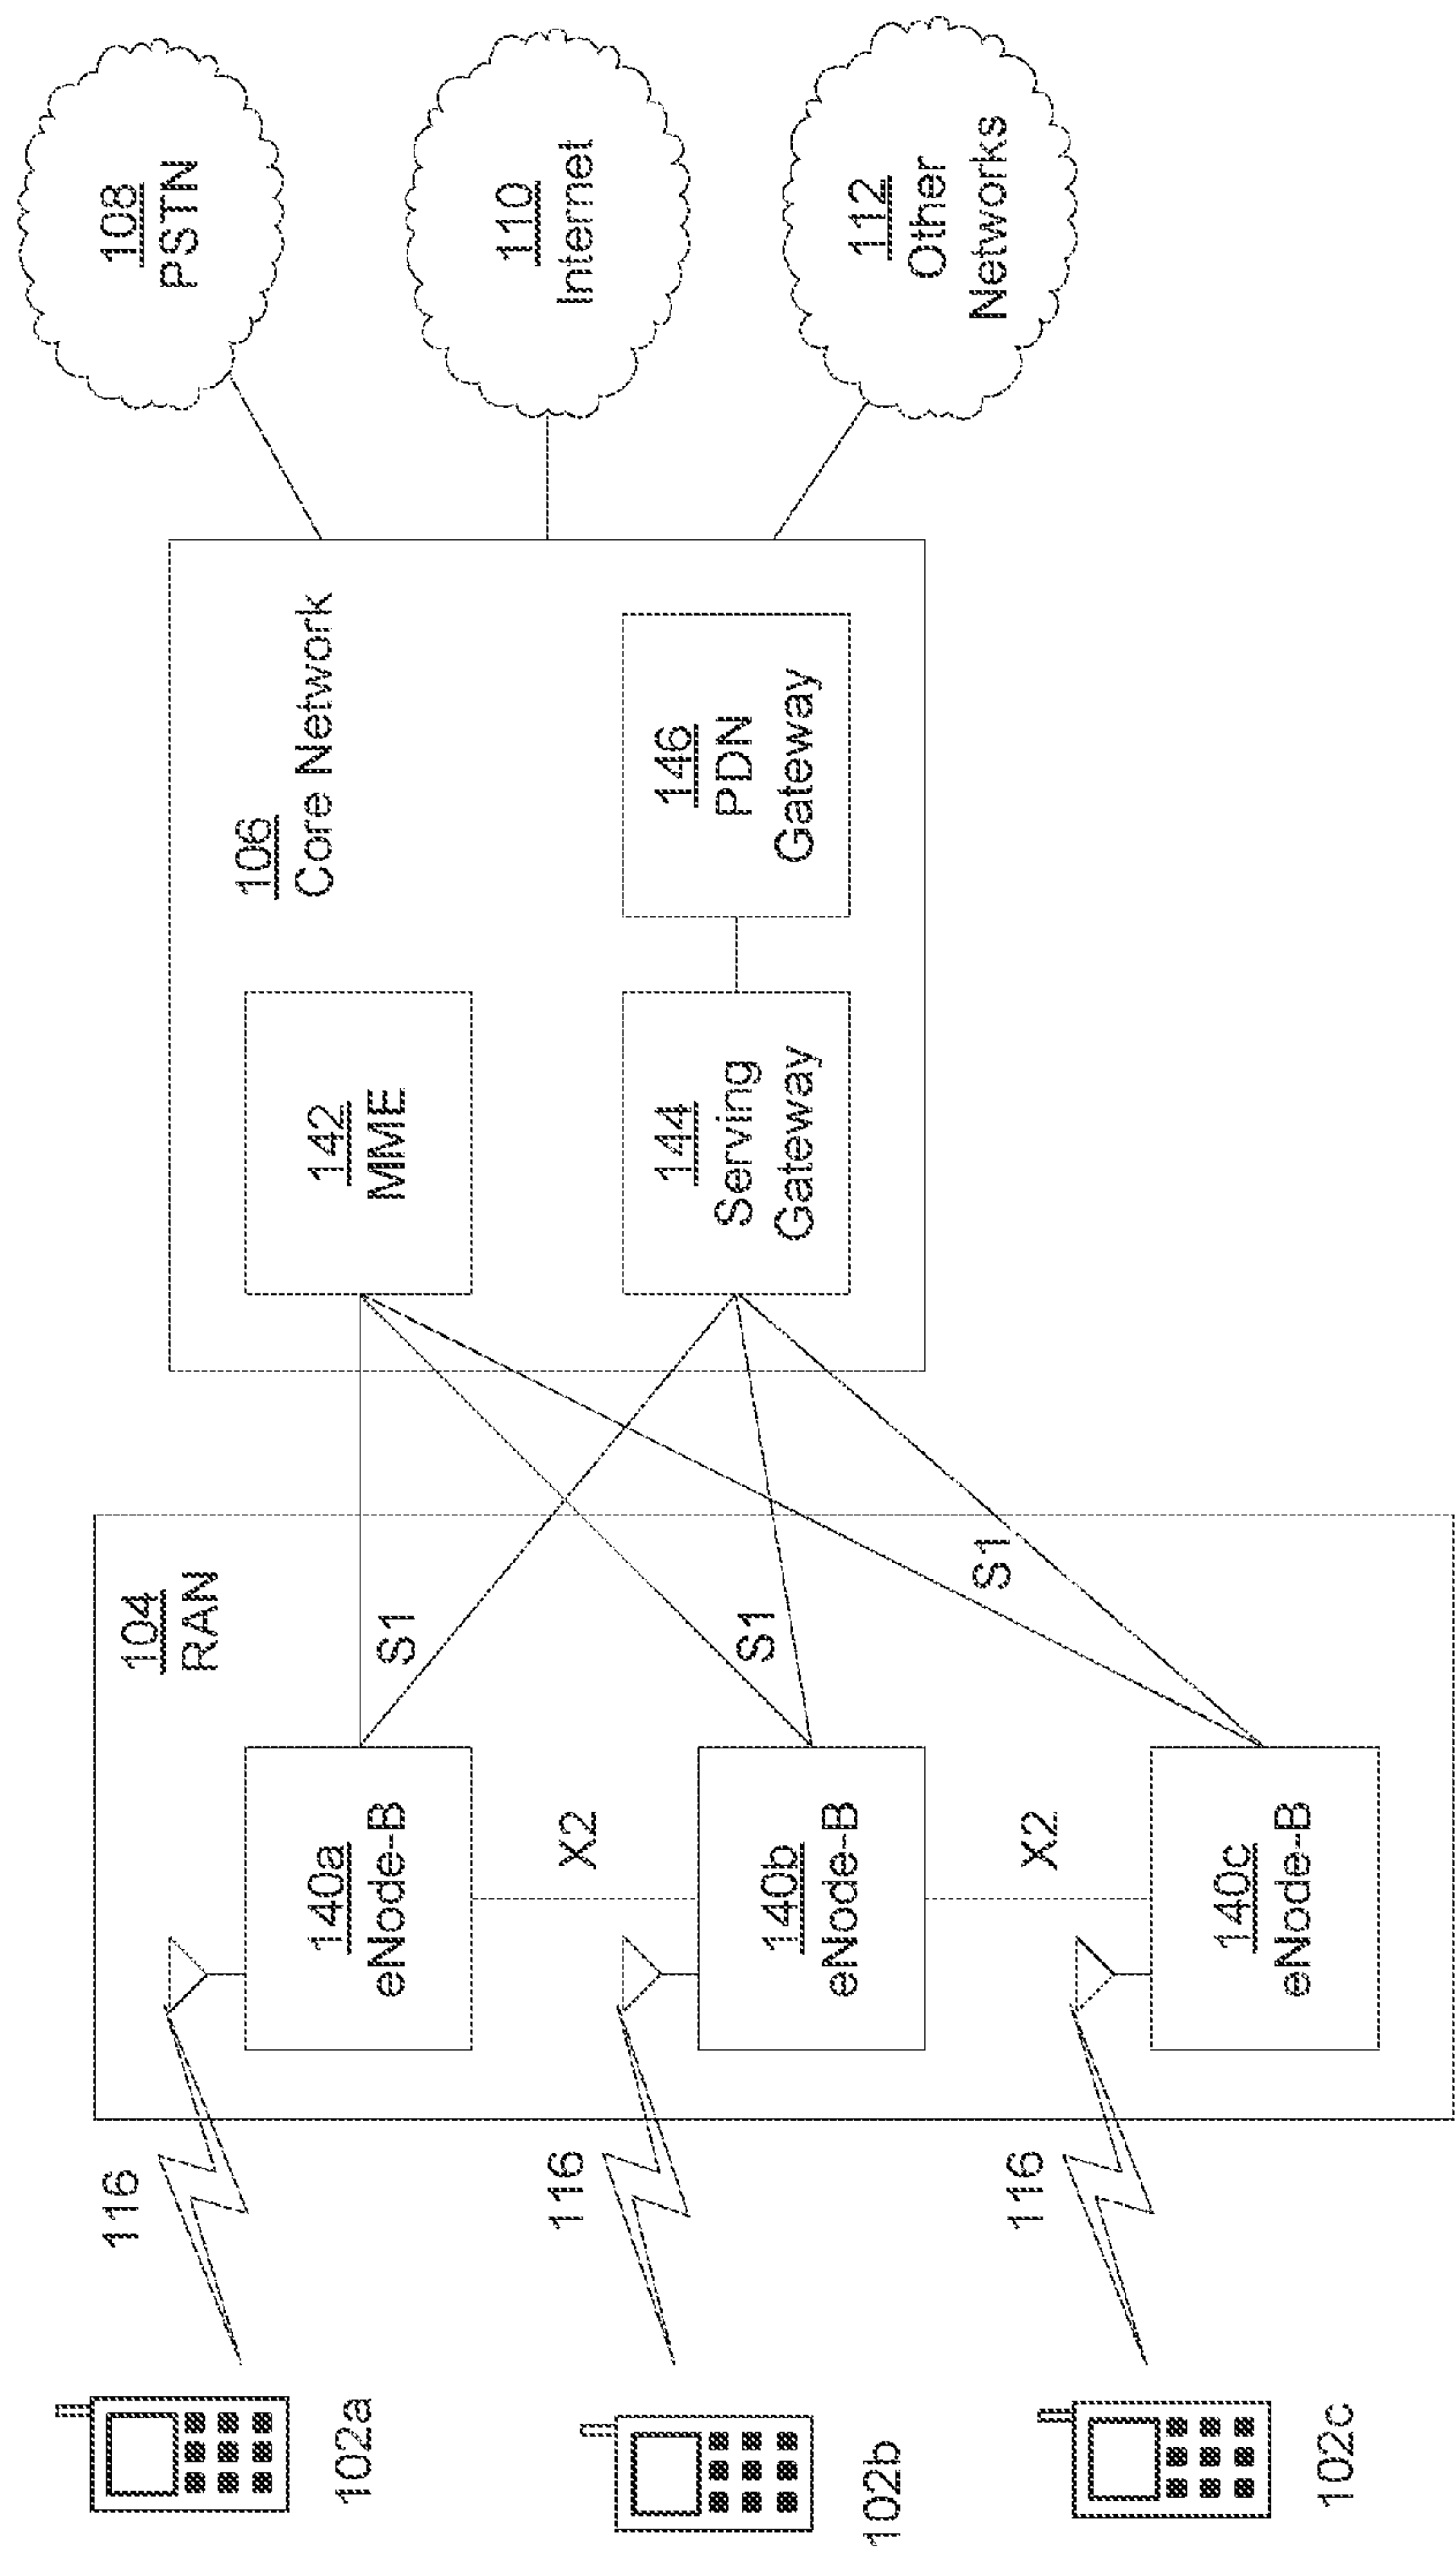 102a
116
104
RAN
140a
eNode-B
S1
142
MME
106
Core Network
108
PSTN
X2
102b
116
140b
eNode-B
S1
144
Serving
Gateway
146
PDN
Gateway
110
Internet
X2
102c
116
140c
eNode-B
S1
112
Other
Networks